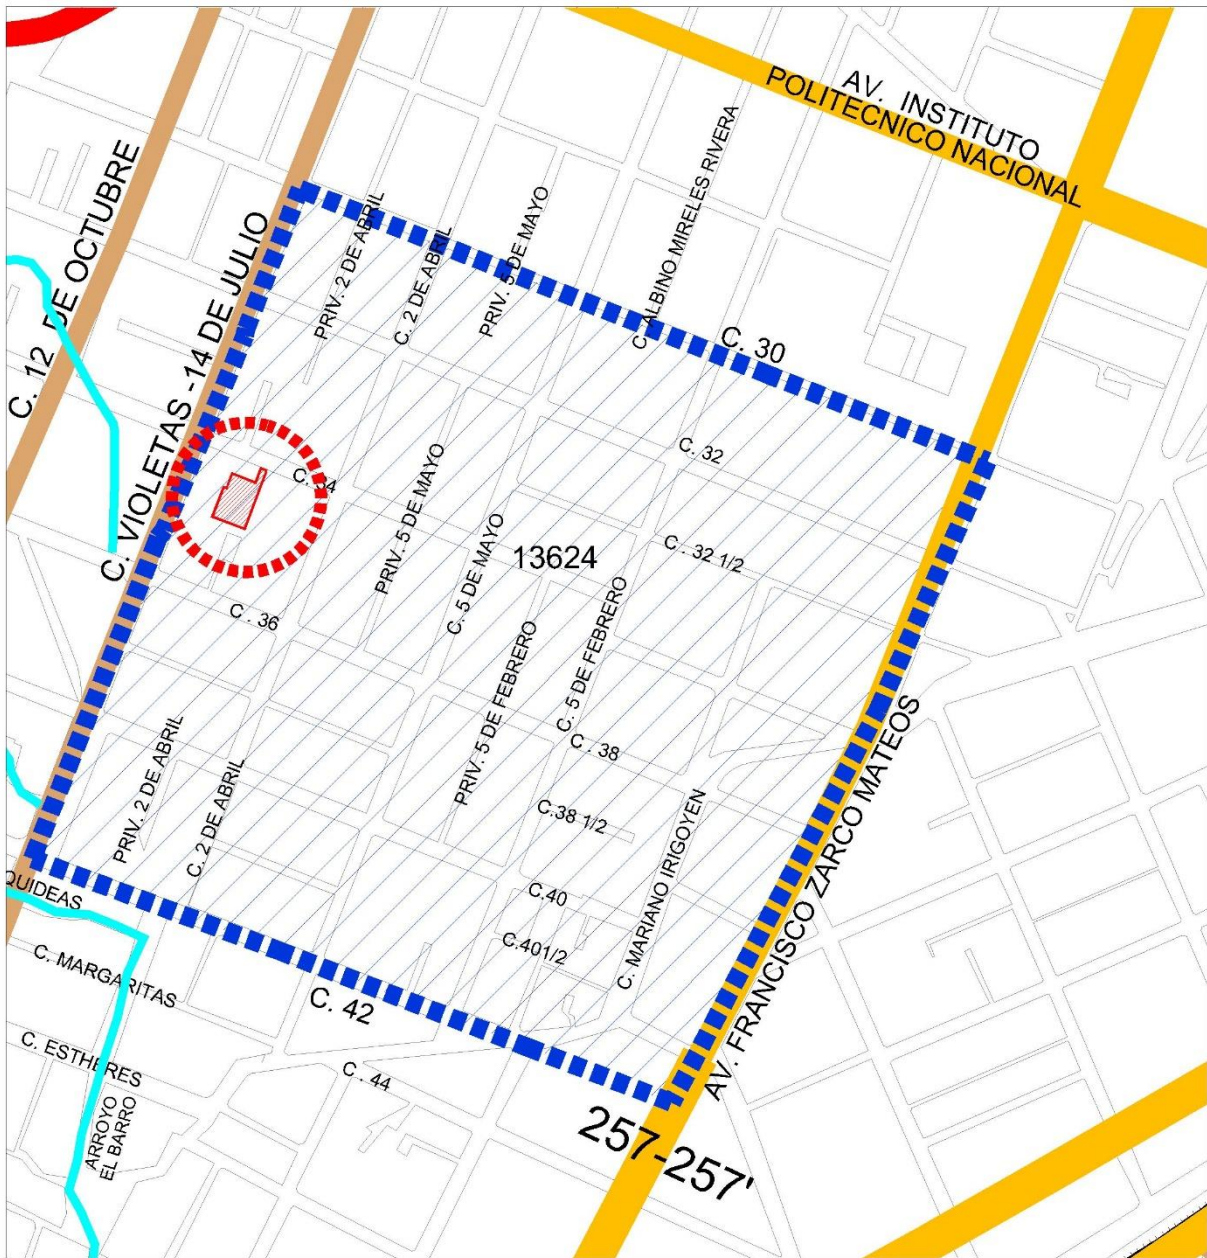 AV. INSTITUTO
POLITECNICO NACIONAL
C. 12 DE OCTUBRE
C. VIOLETAS -14 DE JULIO
PRIV. 2 DE ABRIL
C. 2 DE ABRIL
PRIV. 5 DE MAYO
C. ALBINO MIRELES RIVERA
C. 30
C. 32
C. 34
PRIV. 5 DE MAYO
C. 5 DE MAYO
13624
C . 32 1/2
C . 36
PRIV. 5 DE FEBRERO
C. 5 DE FEBRERO
C . 38
PRIV. 2 DE ABRIL
C. 2 DE ABRIL
C.38 1/2
C. MARIANO IRIGOYEN
AV. FRANCISCO ZARCO MATEOS
QUIDEAS
C.40
C.401/2
C. MARGARITAS
C. 42
C. ESTHERES
C . 44
ARROYO
EL BARRO
257-257'